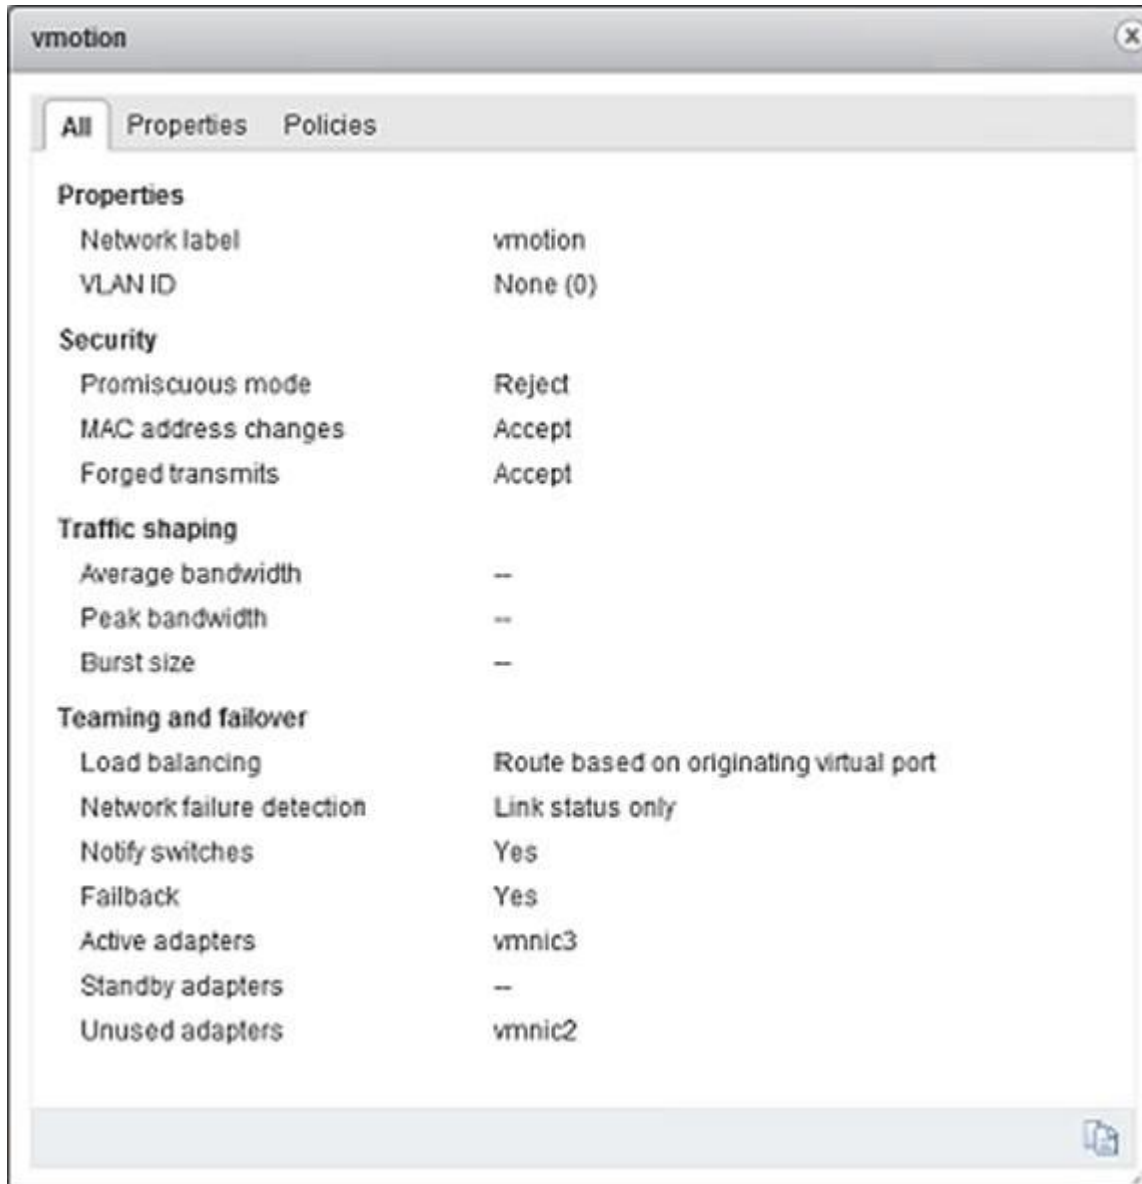 vmotion
All Properties Policies
Properties
Network label vmotion
VLAN ID None (0)
Security
Promiscuous mode Reject
MAC address changes Accept
Forged transmits Accept
Traffic shaping
Average bandwidth --
Peak bandwidth --
Burst size --
Teaming and failover
Load balancing Route based on originating virtual port
Network failure detection Link status only
Notify switches Yes
Failback Yes
Active adapters vmnic3
Standby adapters --
Unused adapters vmnic2